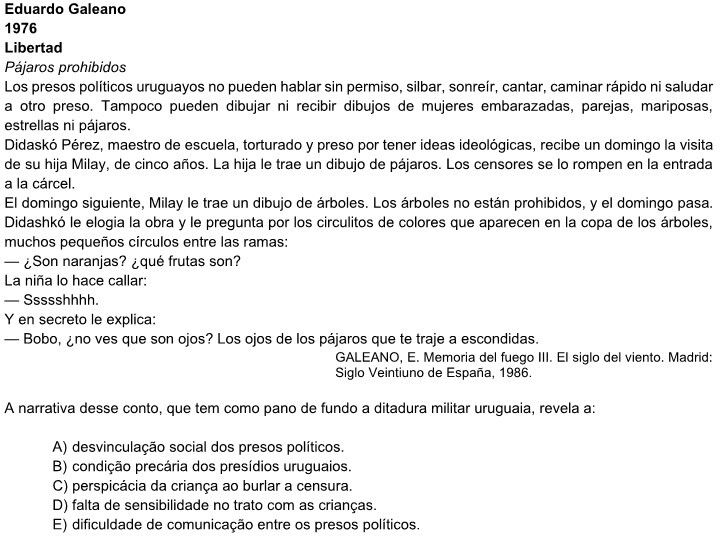 Eduardo Galeano
1976
Libertad
Pájaros prohibidos
Los presos políticos uruguayos no pueden hablar sin permiso, silbar, sonreír, cantar, caminar rápido ni saludar
a otro preso. Tampoco pueden dibujar ni recibir dibujos de mujeres embarazadas, parejas, mariposas,
estrellas ni pájaros.
Didaskó Pérez, maestro de escuela, torturado y preso por tener ideas ideológicas, recibe un domingo la visita
de su hija Milay, de cinco años. La hija le trae un dibujo de pájaros. Los censores se lo rompen en la entrada
a la cárcel.
El domingo siguiente, Milay le trae un dibujo de árboles. Los árboles no están prohibidos, y el domingo pasa.
Didashkó le elogia la obra y le pregunta por los circulitos de colores que aparecen en la copa de los árboles,
muchos pequeños círculos entre las ramas:
— ¿Son naranjas? ¿qué frutas son?
La niña lo hace callar:
— Ssssshhhh.
Y en secreto le explica:
— Bobo, ¿no ves que son ojos? Los ojos de los pájaros que te traje a escondidas.
GALEANO, E. Memoria del fuego III. El siglo del viento. Madrid:
Siglo Veintiuno de España, 1986.
A narrativa desse conto, que tem como pano de fundo a ditadura militar uruguaia, revela a:
A) desvinculação social dos presos políticos.
B) condição precária dos presídios uruguaios.
C) perspicácia da criança ao burlar a censura.
D) falta de sensibilidade no trato com as crianças.
E) dificuldade de comunicação entre os presos políticos.